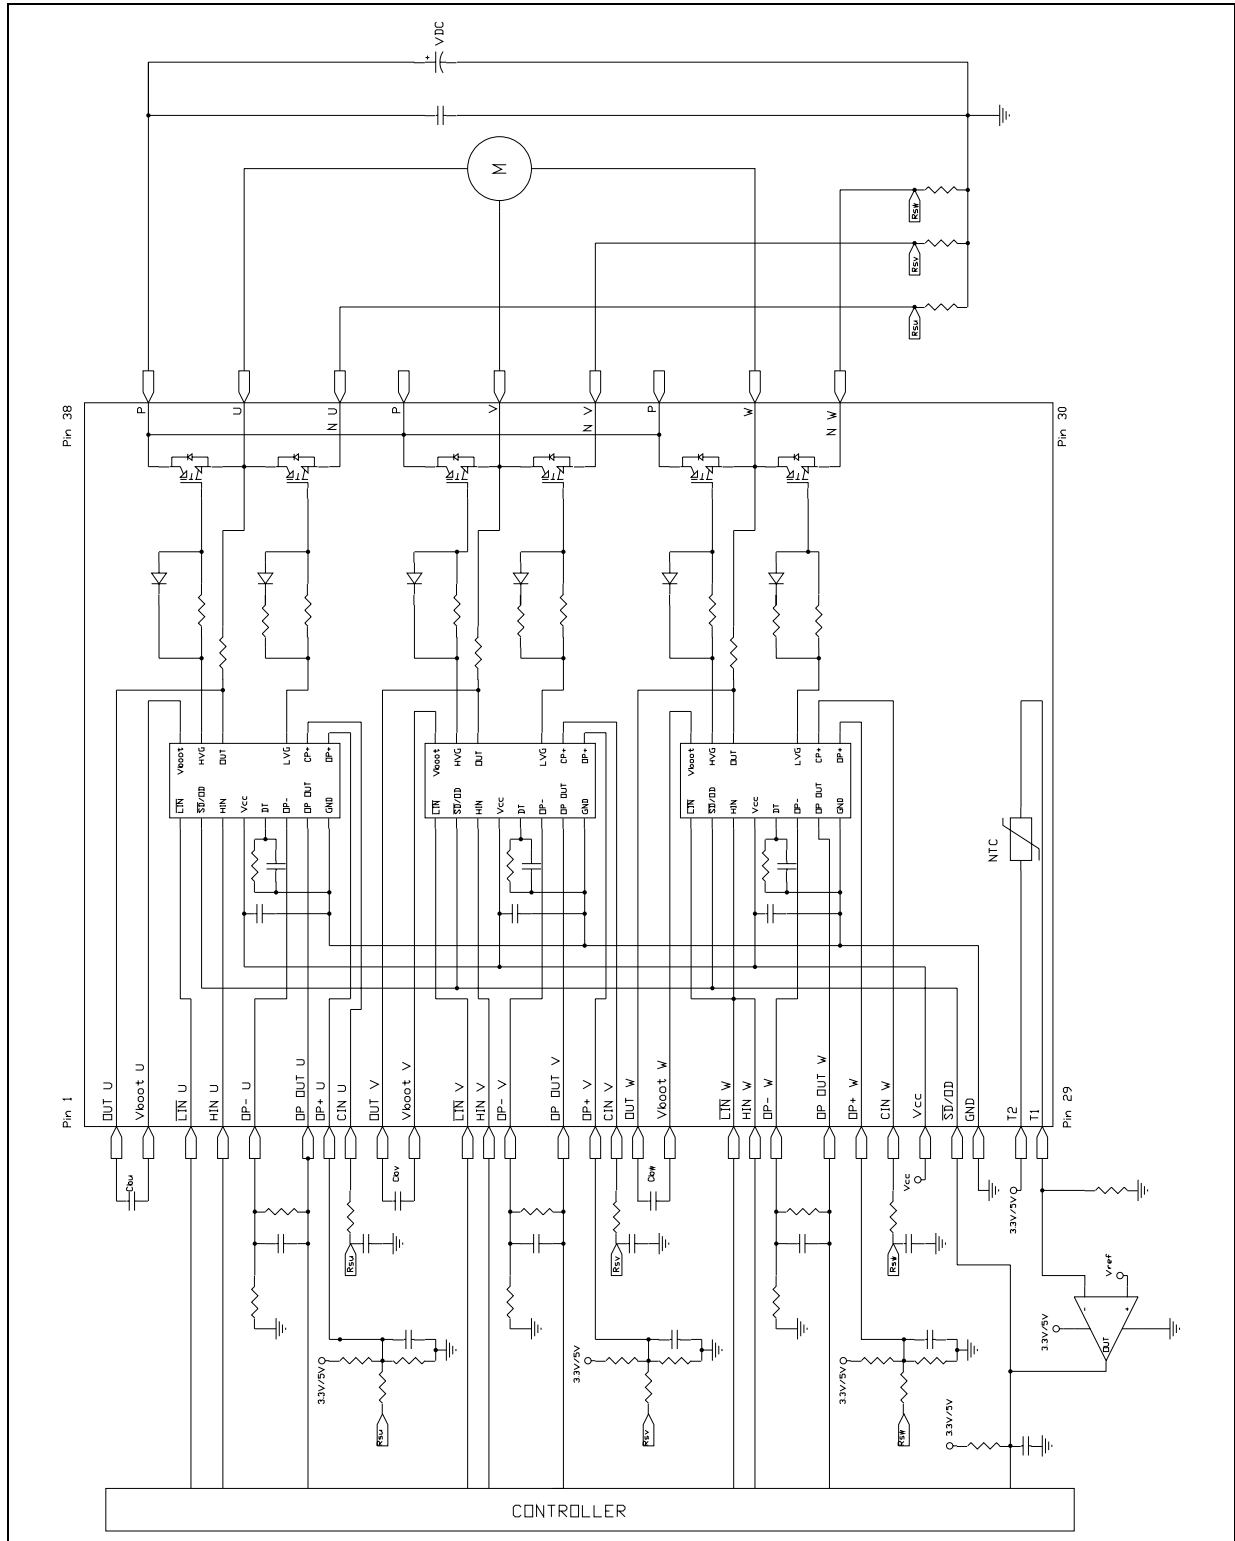 VDC
M
Rsw
Rsv
Rsu
Pin 38
P
U
N U
P
V
N V
P
W
N W
Pin 30
Vboot
HVG
OUT
LVG
CP+
OP+
LIN
SD/OD
HIN
Vcc
DT
OP-
OP OUT
GND
Vboot
HVG
OUT
LVG
CP+
OP+
LIN
SD/OD
HIN
Vcc
DT
OP-
OP OUT
GND
Vboot
HVG
OUT
LVG
CP+
OP+
LIN
SD/OD
HIN
Vcc
DT
OP-
OP OUT
GND
NTC
Pin 1
OUT U
Vboot U
LIN U
HIN U
OP- U
OP OUT U
OP+ U
CIN U
OUT V
Vboot V
LIN V
HIN V
OP- V
OP OUT V
OP+ V
CIN V
OUT W
Vboot W
LIN W
HIN W
OP- W
OP OUT W
OP+ W
CIN W
Vcc
SD/OD
GND
T2
T1
Pin 29
Cbu
Cbv
Cbw
Vcc
3.3V/5V
Rsu
Rsv
Rsw
Vref
3.3V/5V
OUT
3.3V/5V
3.3V/5V
3.3V/5V
3.3V/5V
Rsu
Rsv
Rsw
CONTROLLER